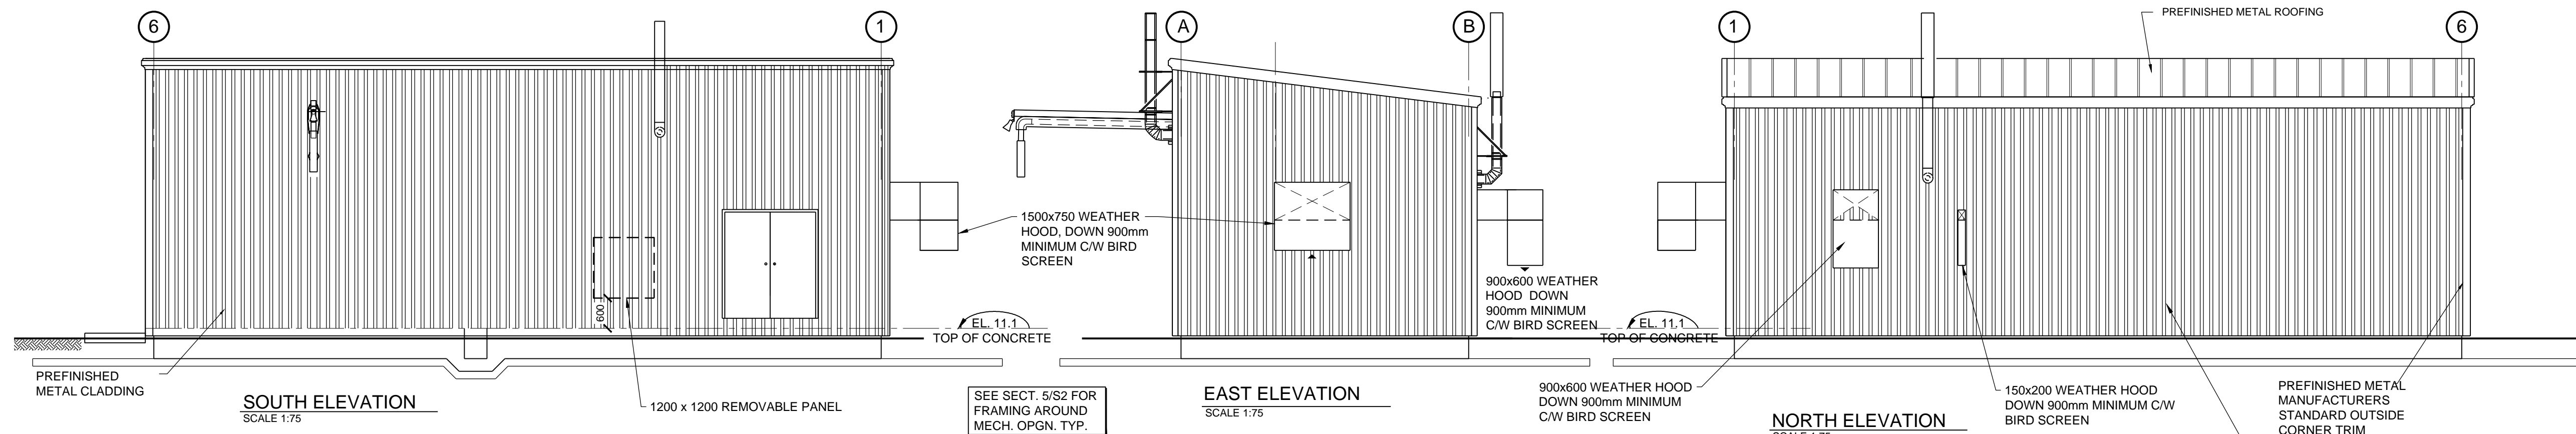 6
1
A
B
1
6
PREFINISHED METAL ROOFING
1500x750 WEATHER
HOOD, DOWN 900mm
MINIMUM C/W BIRD
SCREEN
900x600 WEATHER
HOOD DOWN
900mm MINIMUM
C/W BIRD SCREEN
600
EL. 11.1
TOP OF CONCRETE
EL. 11.1
TOP OF CONCRETE
PREFINISHED
METAL CLADDING
SOUTH ELEVATION
SCALE 1:75
1200 x 1200 REMOVABLE PANEL
SEE SECT. 5/S2 FOR
FRAMING AROUND
MECH. OPGN. TYP.
EAST ELEVATION
SCALE 1:75
900x600 WEATHER HOOD
DOWN 900mm MINIMUM
C/W BIRD SCREEN
NORTH ELEVATION
SCALE 1:75
150x200 WEATHER HOOD
DOWN 900mm MINIMUM C/W
BIRD SCREEN
PREFINISHED METAL
MANUFACTURERS
STANDARD OUTSIDE
CORNER TRIM